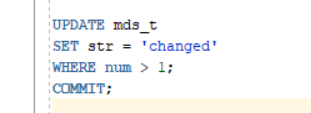 UPDATE mds_t
SET str = 'changed'
WHERE num > 1;
COMMIT;